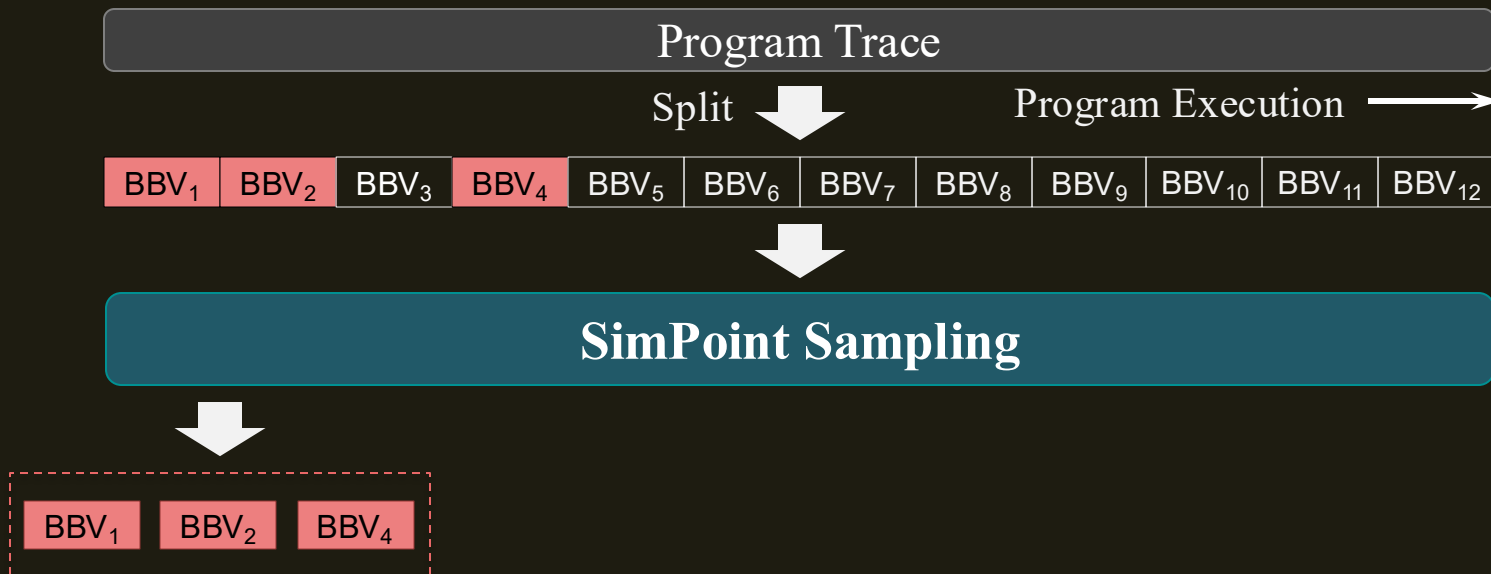 Program Trace
Split
Program Execution
BBV₁ BBV₂ BBV₃ BBV₄ BBV₅ BBV₆ BBV₇ BBV₈ BBV₉ BBV₁₀ BBV₁₁ BBV₁₂
SimPoint Sampling
BBV₁ BBV₂ BBV₄